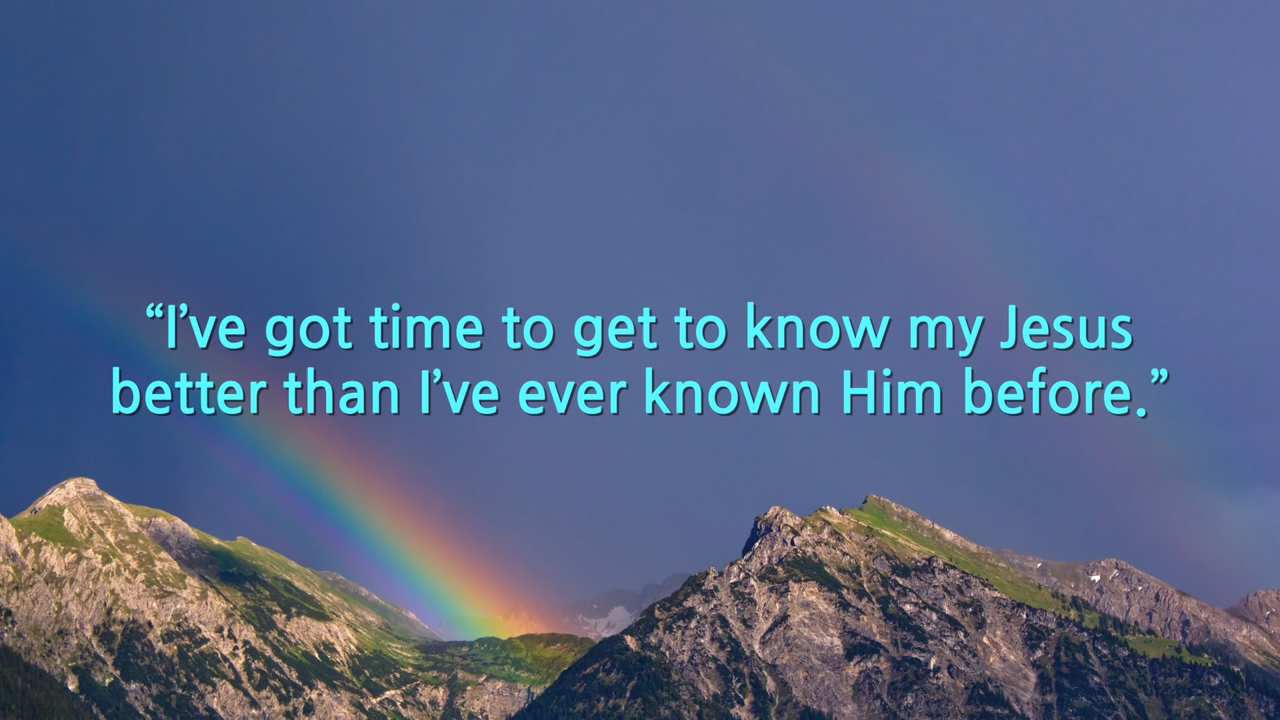 “I’ve got time to get to know my Jesus
better than I’ve ever known Him before.”